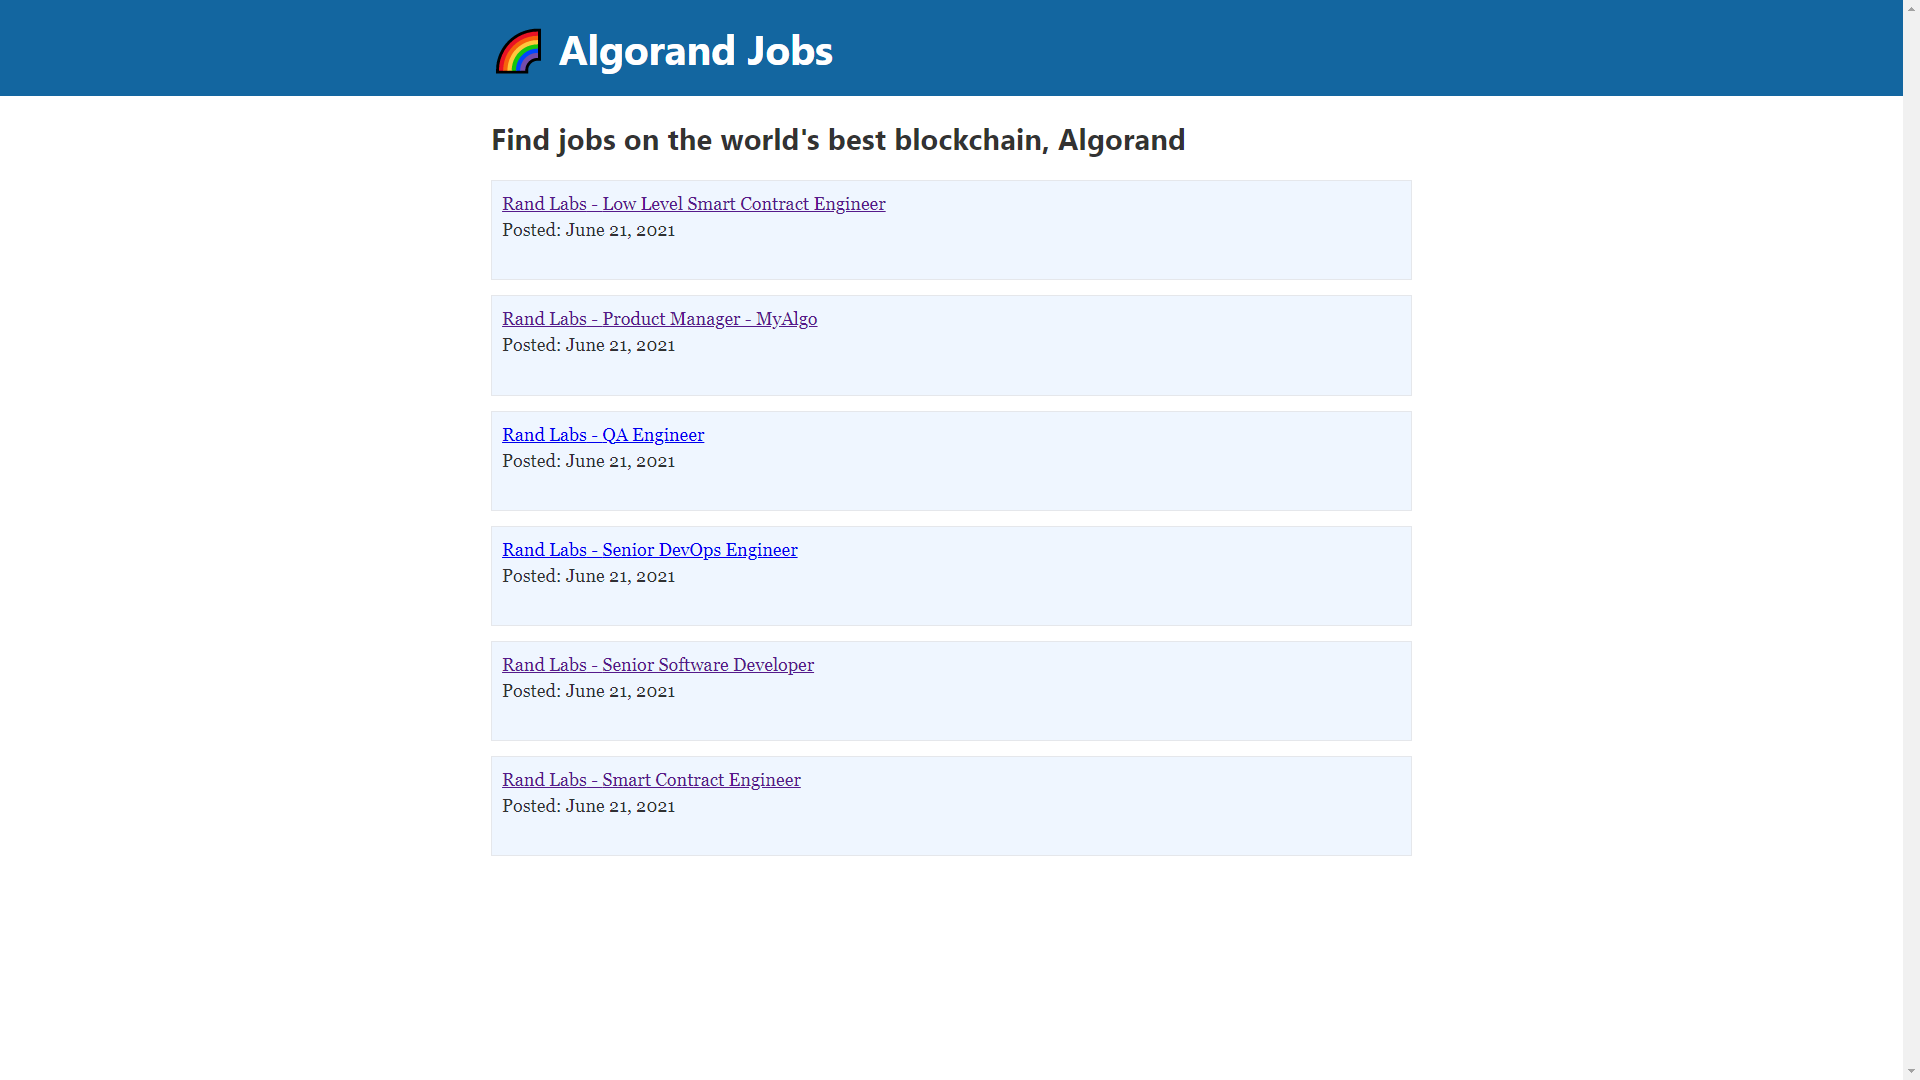 Algorand Jobs
Find jobs on the world's best blockchain, Algorand
Rand Labs - Low Level Smart Contract Engineer
Posted: June 21, 2021
Rand Labs - Product Manager - MyAlgo
Posted: June 21, 2021
Rand Labs - QA Engineer
Posted: June 21, 2021
Rand Labs - Senior DevOps Engineer
Posted: June 21, 2021
Rand Labs - Senior Software Developer
Posted: June 21, 2021
Rand Labs - Smart Contract Engineer
Posted: June 21, 2021